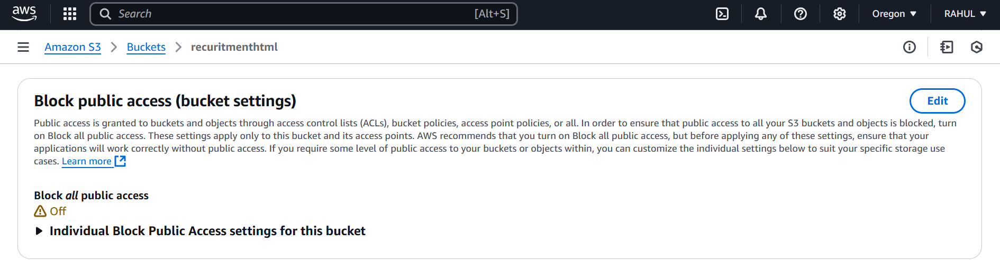 aws
Search [Alt+S]
Oregon
RAHUL
Amazon S3 Buckets recuritmenthtml
Block public access (bucket settings)
Edit
Public access is granted to buckets and objects through access control lists (ACLs), bucket policies, access point policies, or all. In order to ensure that public access to all your S3 buckets and objects is blocked, turn
on Block all public access. These settings apply only to this bucket and its access points. AWS recommends that you turn on Block all public access, but before applying any of these settings, ensure that your
applications will work correctly without public access. If you require some level of public access to your buckets or objects within, you can customize the individual settings below to suit your specific storage use
cases. Learn more
Block all public access
Off
Individual Block Public Access settings for this bucket